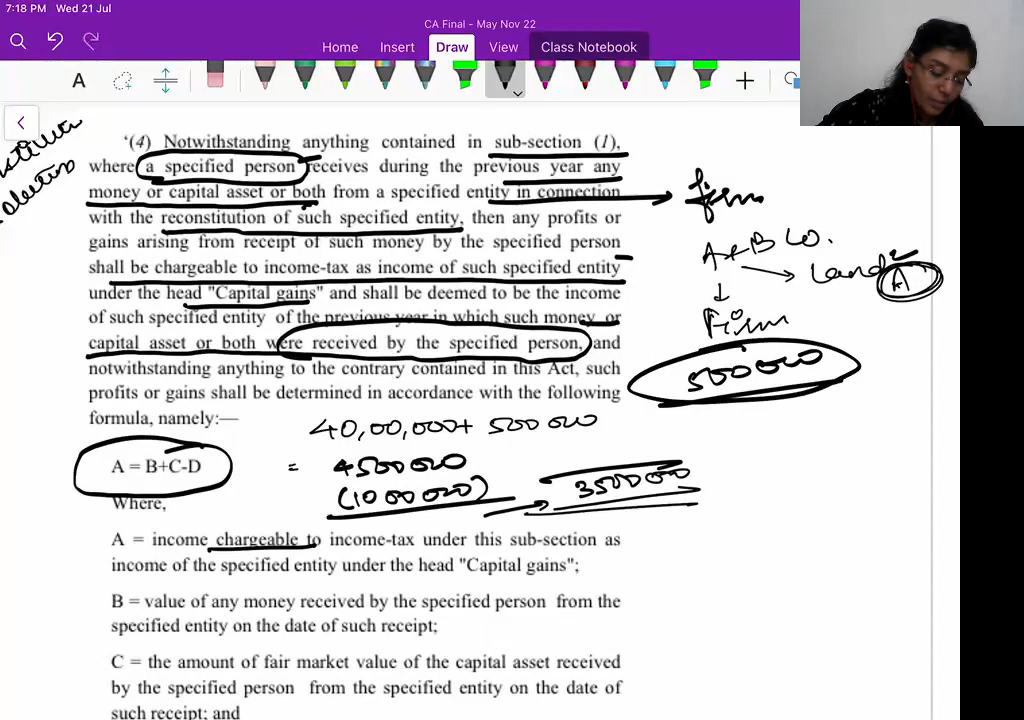 7:18 PM Wed 21 Jul
CA Final - May Nov 22
Home Insert Draw View Class Notebook
A
'(4) Notwithstanding anything contained in sub-section (1),
where a specified person receives during the previous year any
money or capital asset or both from a specified entity in connection
with the reconstitution of such specified entity, then any profits or
gains arising from receipt of such money by the specified person
shall be chargeable to income-tax as income of such specified entity
under the head "Capital gains" and shall be deemed to be the income
of such specified entity of the previous year in which such money or
capital asset or both were received by the specified person, and
notwithstanding anything to the contrary contained in this Act, such
profits or gains shall be determined in accordance with the following
formula, namely:—
firm
A & B Co.
Land
A
Firm
500000
40,00,000+ 500000
A = B+C-D
= 4500000
(1000000)
3500000
Where,
A = income chargeable to income-tax under this sub-section as
income of the specified entity under the head "Capital gains";
B = value of any money received by the specified person from the
specified entity on the date of such receipt;
C = the amount of fair market value of the capital asset received
by the specified person from the specified entity on the date of
such receipt; and